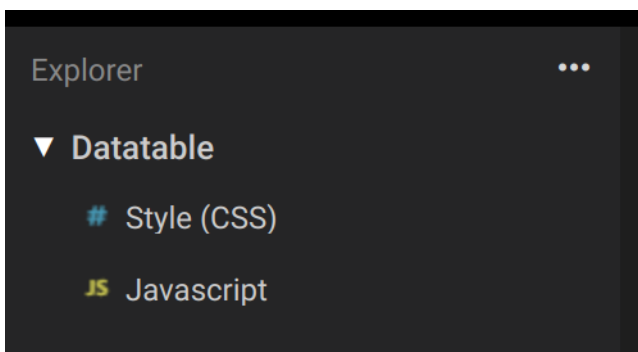 Explorer •••
▼ Datatable
# Style (CSS)
JS Javascript